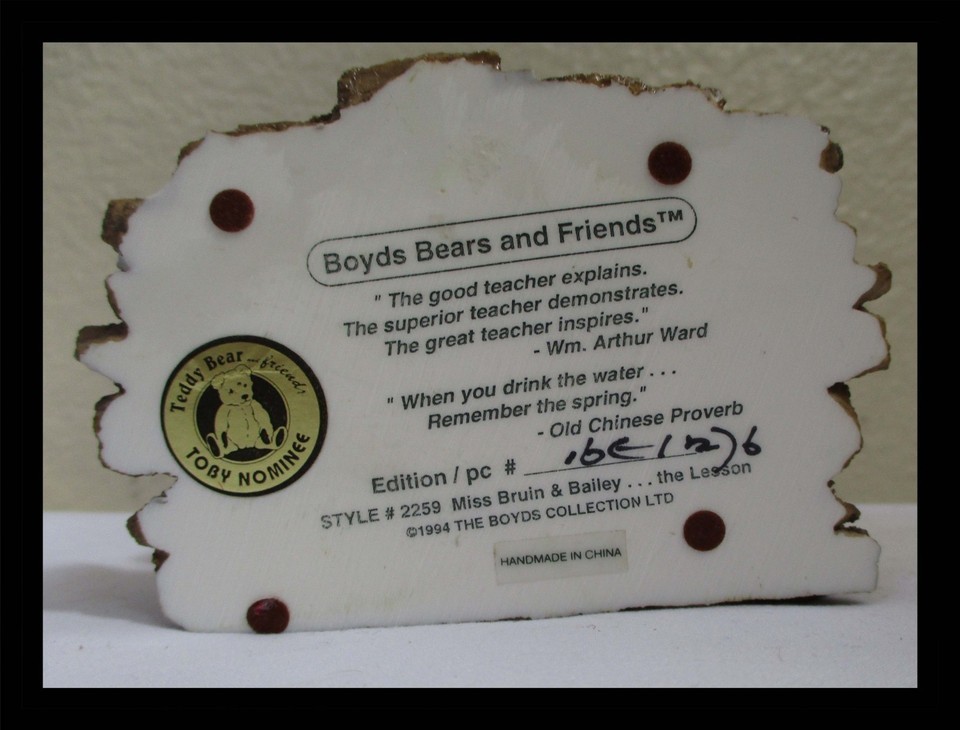 Boyds Bears and Friends™
" The good teacher explains.
The superior teacher demonstrates.
The great teacher inspires."
- Wm. Arthur Ward
" When you drink the water . . .
Remember the spring."
- Old Chinese Proverb
Edition / pc #
STYLE # 2259 Miss Bruin & Bailey . . . the Lesson
©1994 THE BOYDS COLLECTION LTD
HANDMADE IN CHINA
Teddy Bear and friends
TOBY NOMINEE